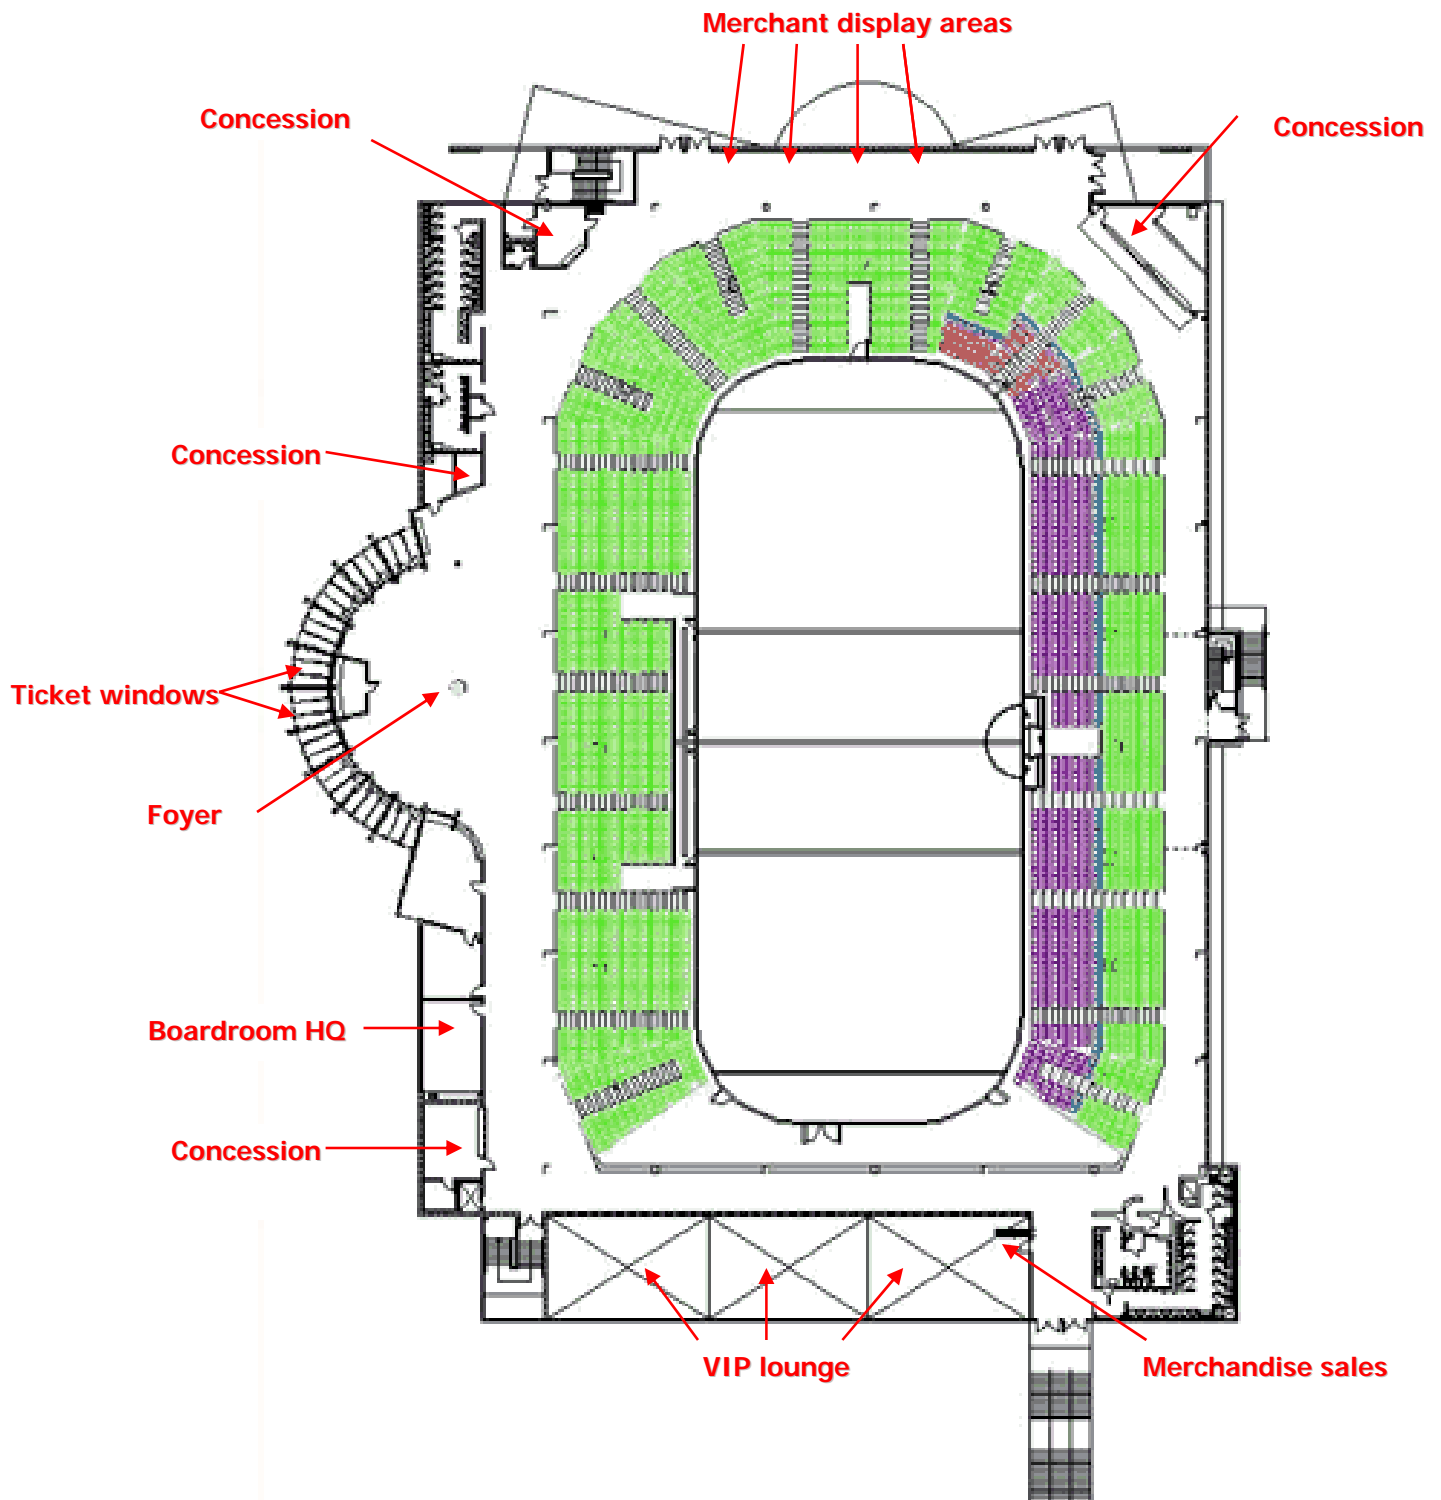 Merchant display areas
Concession
Concession
Concession
Ticket windows
Foyer
Boardroom HQ
Concession
VIP lounge
Merchandise sales